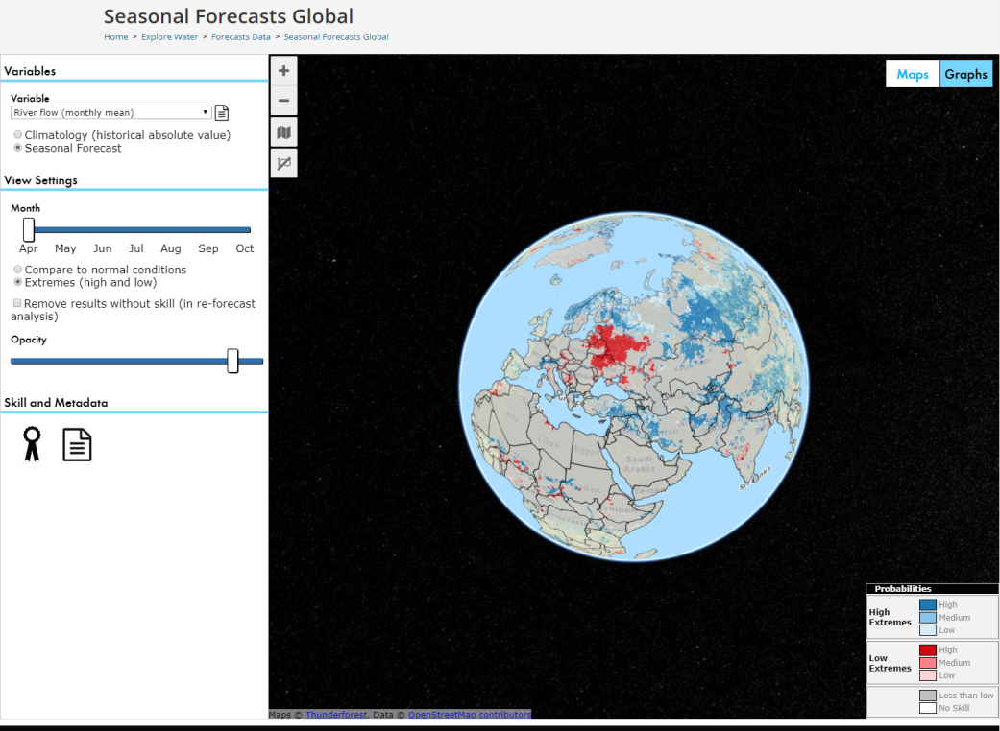 Seasonal Forecasts Global
Home > Explore Water > Forecasts Data > Seasonal Forecasts Global
Variables
Variable
River flow (monthly mean)
Climatology (historical absolute value)
Seasonal Forecast
View Settings
Month
Apr May Jun Jul Aug Sep Oct
Compare to normal conditions
Extremes (high and low)
Remove results without skill (in re-forecast
analysis)
Opacity
Skill and Metadata
+
−
Maps Graphs
Libya
Egypt
Saudi
Arabia
Yemen
Sri Lanka
Probabilities
High
Extremes
High
Medium
Low
Low
Extremes
High
Medium
Low
Less than low
No Skill
Maps © Thunderforest, Data © OpenStreetMap contributors